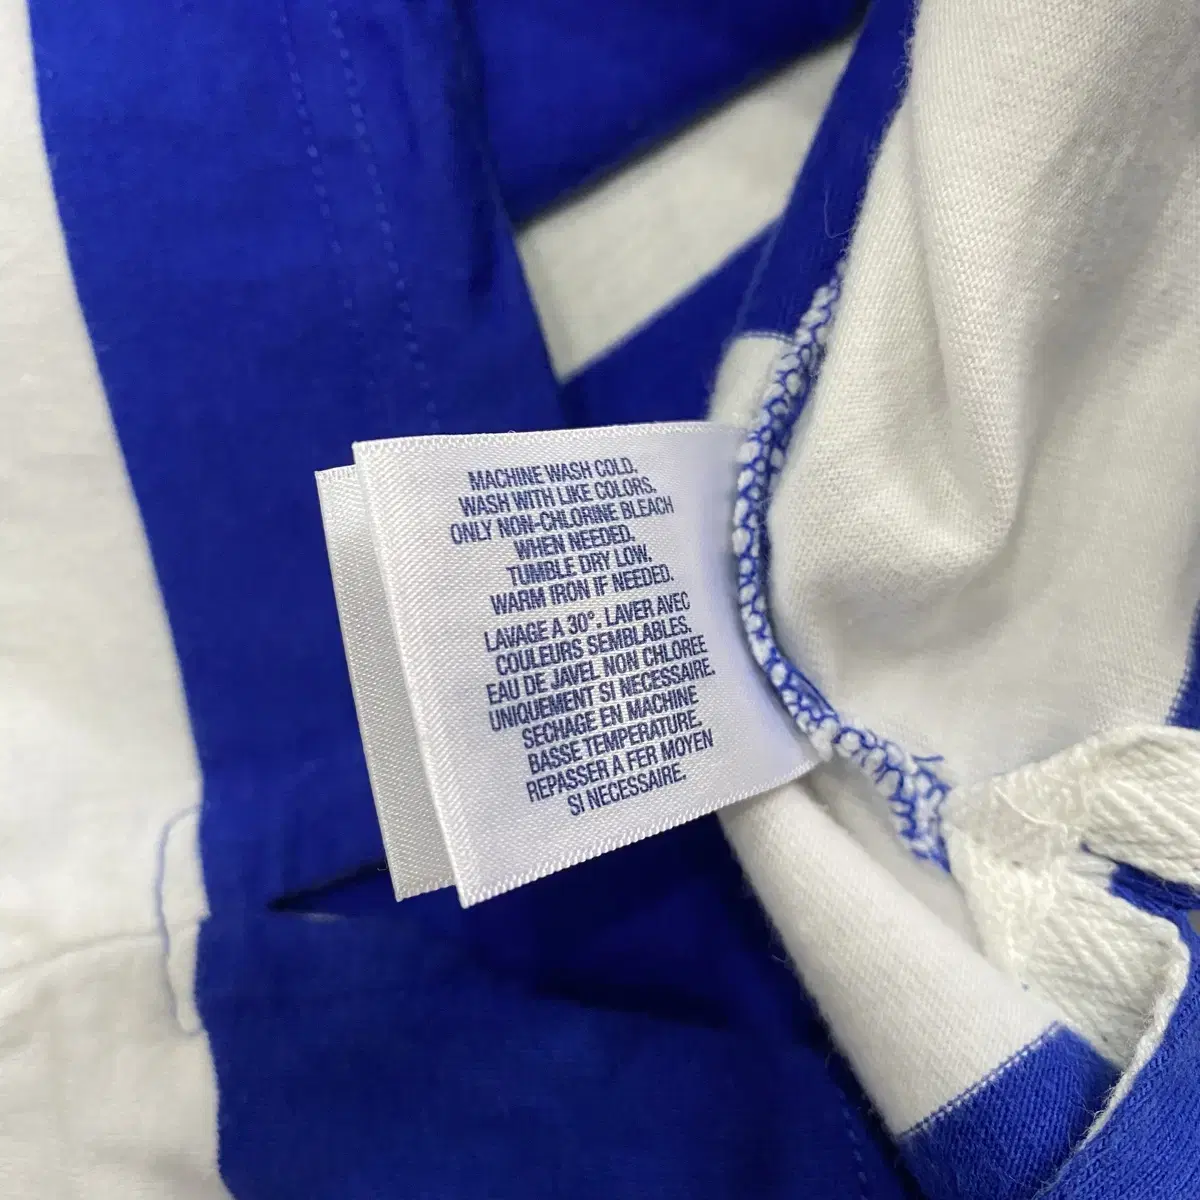 MACHINE WASH COLD.
WASH WITH LIKE COLORS.
ONLY NON-CHLORINE BLEACH
WHEN NEEDED.
TUMBLE DRY LOW.
WARM IRON IF NEEDED.
LAVAGE A 30°. LAVER AVEC
COULEURS SEMBLABLES.
EAU DE JAVEL NON CHLOREE
UNIQUEMENT SI NECESSAIRE.
SECHAGE EN MACHINE
BASSE TEMPERATURE.
REPASSER A FER MOYEN
SI NECESSAIRE.